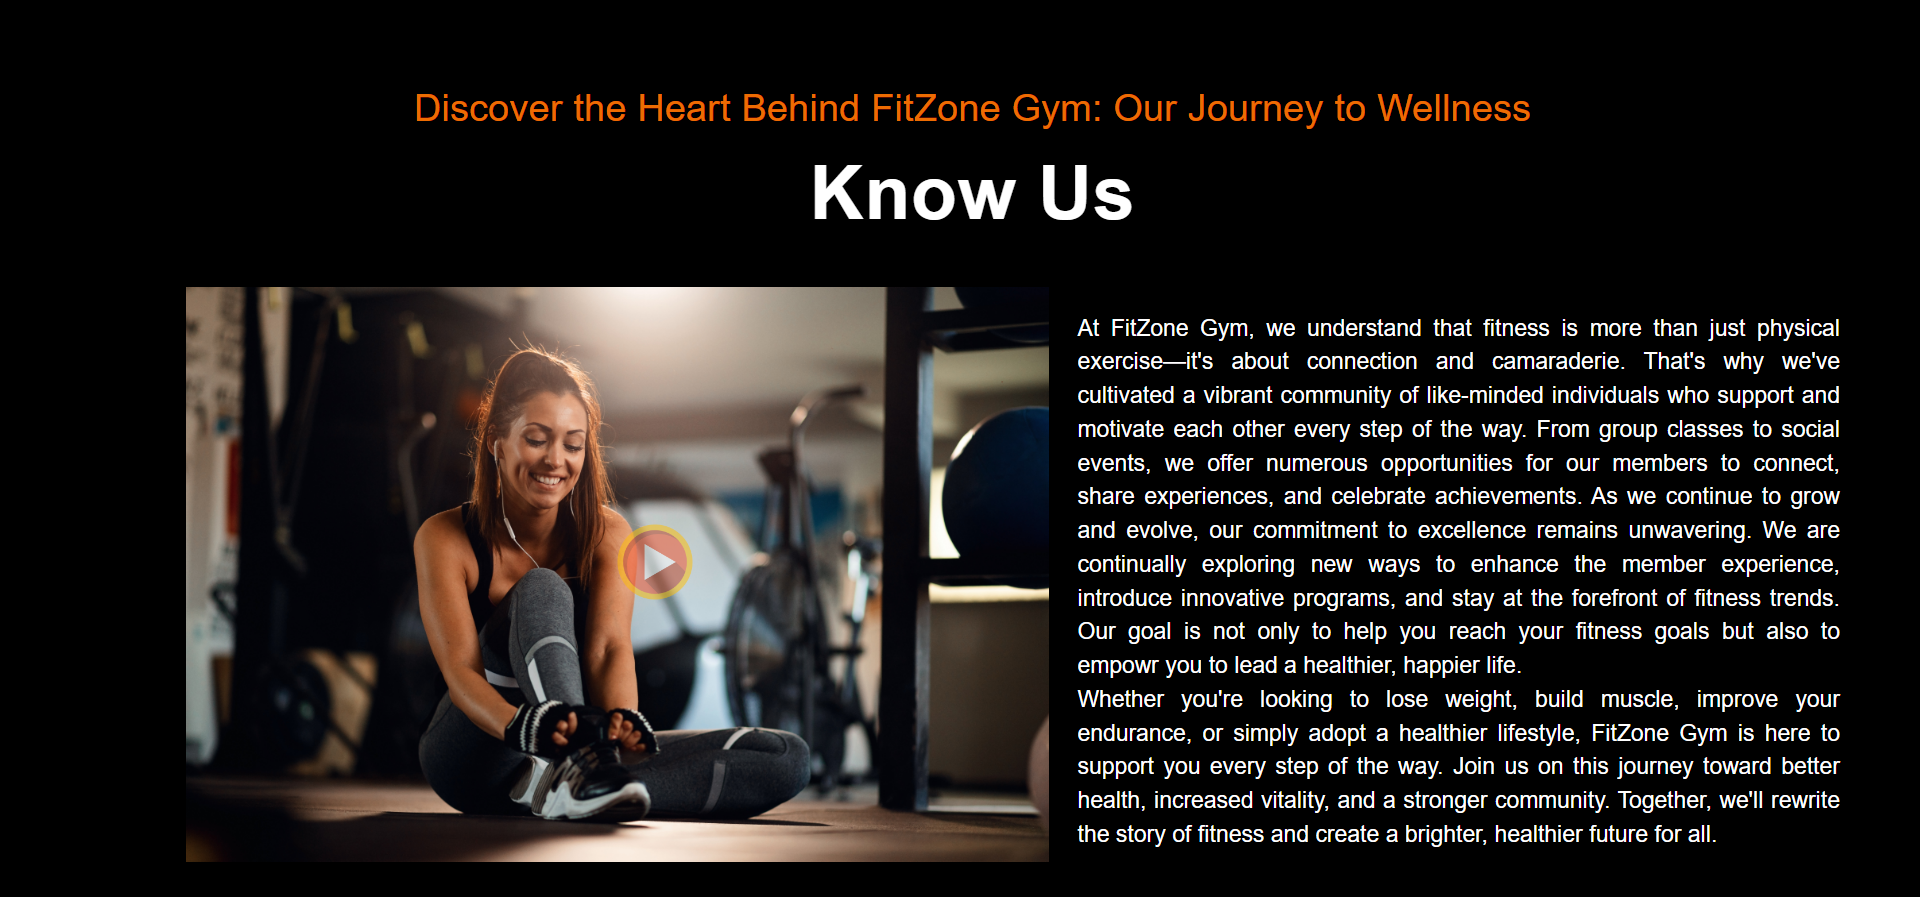 Discover the Heart Behind FitZone Gym: Our Journey to Wellness
Know Us
At FitZone Gym, we understand that fitness is more than just physical
exercise—it's about connection and camaraderie. That's why we've
cultivated a vibrant community of like-minded individuals who support and
motivate each other every step of the way. From group classes to social
events, we offer numerous opportunities for our members to connect,
share experiences, and celebrate achievements. As we continue to grow
and evolve, our commitment to excellence remains unwavering. We are
continually exploring new ways to enhance the member experience,
introduce innovative programs, and stay at the forefront of fitness trends.
Our goal is not only to help you reach your fitness goals but also to
empowr you to lead a healthier, happier life.
Whether you're looking to lose weight, build muscle, improve your
endurance, or simply adopt a healthier lifestyle, FitZone Gym is here to
support you every step of the way. Join us on this journey toward better
health, increased vitality, and a stronger community. Together, we'll rewrite
the story of fitness and create a brighter, healthier future for all.